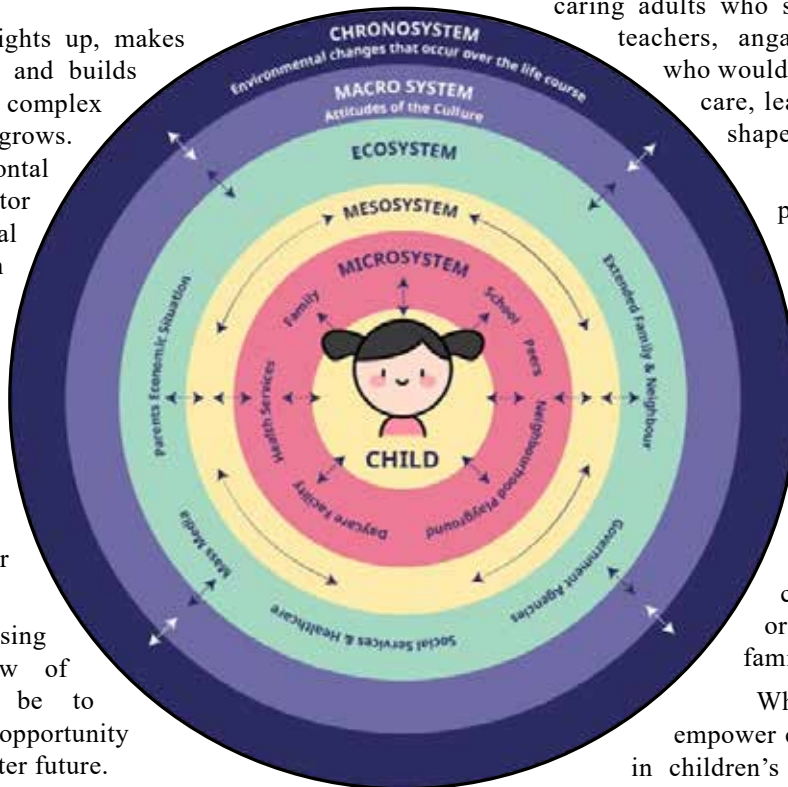 ights up, makes
and builds
complex
grows.
ontal
tor
al
sing
w of
be to
opportunity
ter future.
CHRONOSYSTEM
Environmental changes that occur over the life course
MACRO SYSTEM
Attitudes of the Culture
ECOSYSTEM
MESOSYSTEM
MICROSYSTEM
Family
School
Peers
Health Services
Neighbourhood Playground
Daycare Facility
CHILD
Parents Economic Situation
Extended Family & Neighbour
Mass Media
Government Agencies
Social Services & Healthcare
caring adults who s
teachers, anga
who would
care, lea
shape
p
c
or
fami
Wh
empower
in children's